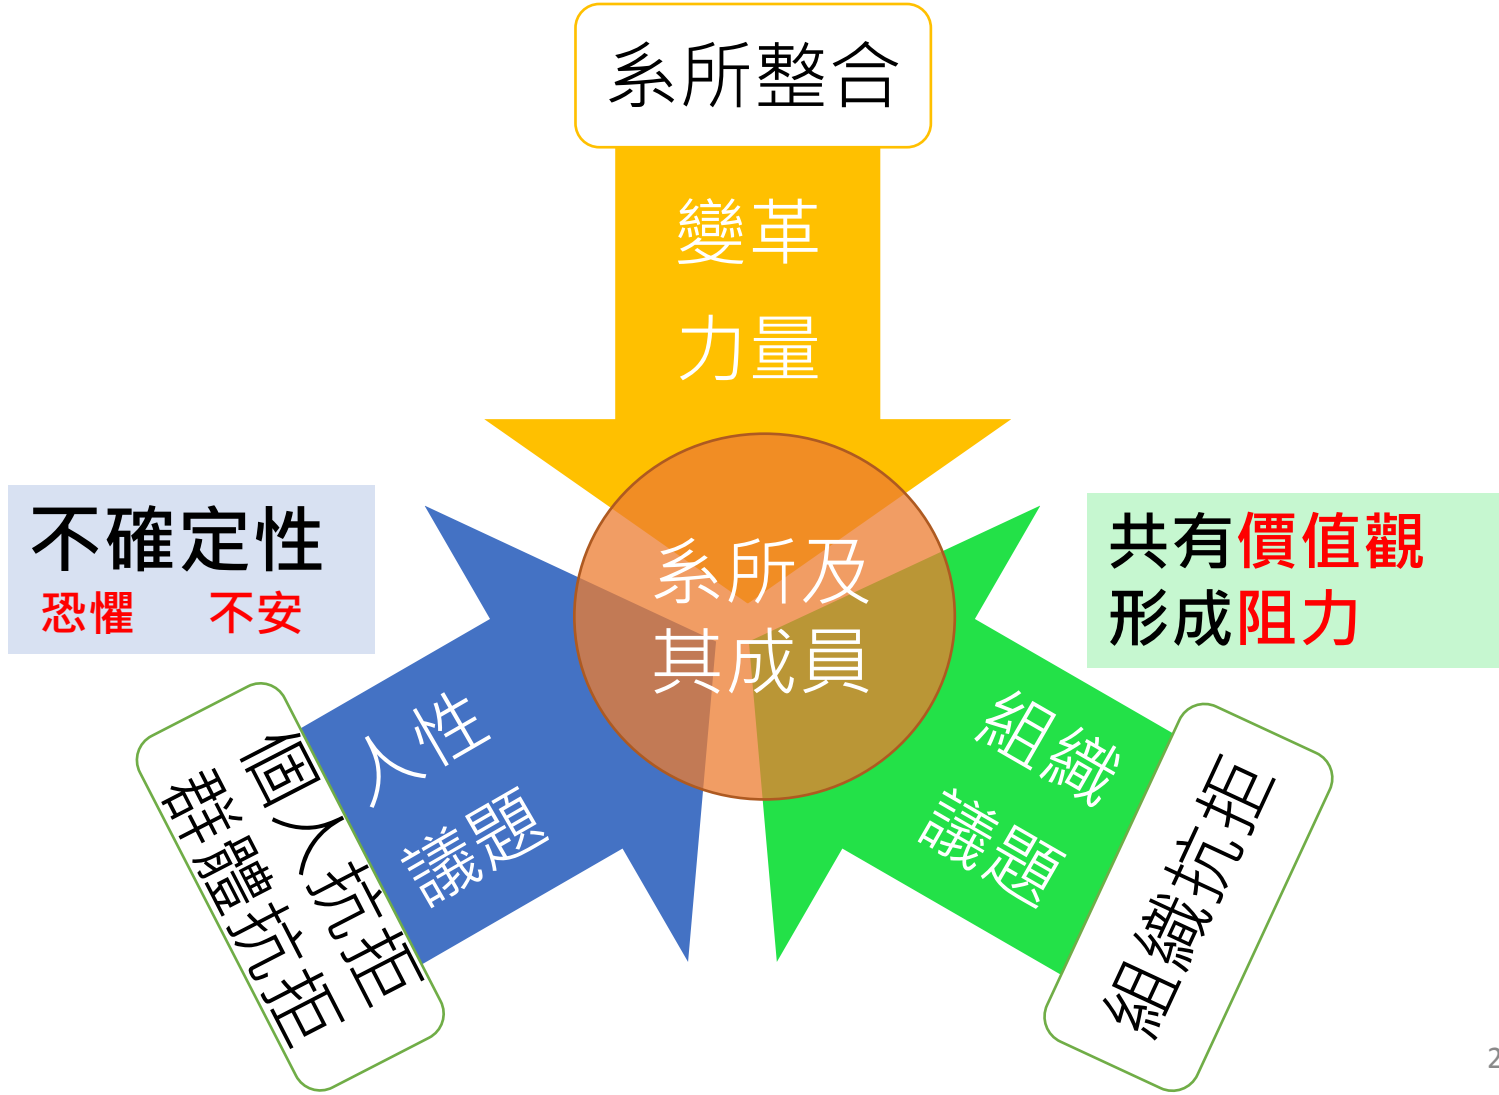 系所整合
變革
力量
系所及
其成員
不確定性
恐懼 不安
共有價值觀
形成阻力
人性
議題
組織
議題
個人抗拒
群體抗拒
組織抗拒
2